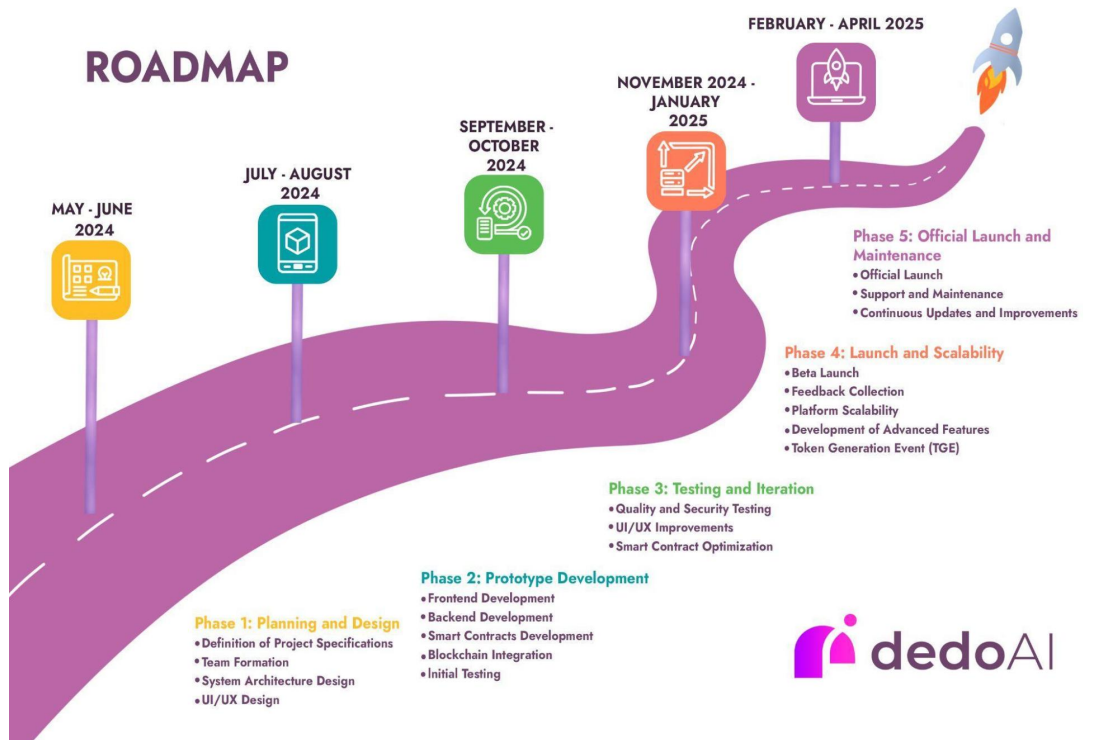 ROADMAP
MAY - JUNE
2024
JULY - AUGUST
2024
SEPTEMBER -
OCTOBER
2024
NOVEMBER 2024 -
JANUARY
2025
FEBRUARY - APRIL 2025
Phase 1: Planning and Design
• Definition of Project Specifications
• Team Formation
• System Architecture Design
• UI/UX Design
Phase 2: Prototype Development
• Frontend Development
• Backend Development
• Smart Contracts Development
• Blockchain Integration
• Initial Testing
Phase 3: Testing and Iteration
• Quality and Security Testing
• UI/UX Improvements
• Smart Contract Optimization
Phase 4: Launch and Scalability
• Beta Launch
• Feedback Collection
• Platform Scalability
• Development of Advanced Features
• Token Generation Event (TGE)
Phase 5: Official Launch and
Maintenance
• Official Launch
• Support and Maintenance
• Continuous Updates and Improvements
dedoAI